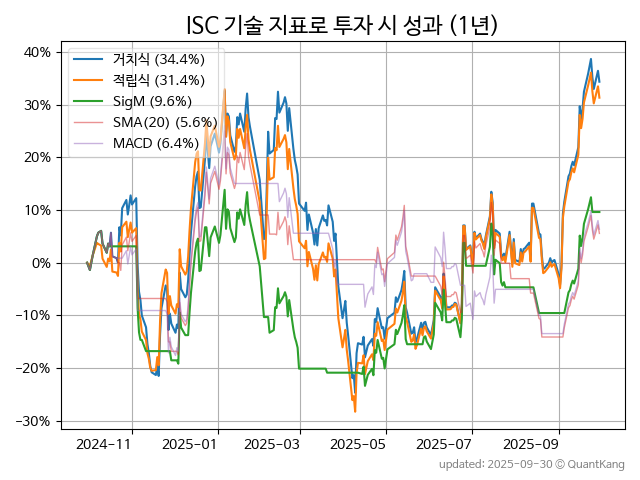 ISC 기술 지표로 투자 시 성과 (1년)
40%
30%
20%
10%
0%
−10%
−20%
−30%
거치식 (34.4%)
적립식 (31.4%)
SigM (9.6%)
SMA(20) (5.6%)
MACD (6.4%)
2024-11
2025-01
2025-03
2025-05
2025-07
2025-09
updated: 2025-09-30 © QuantKang